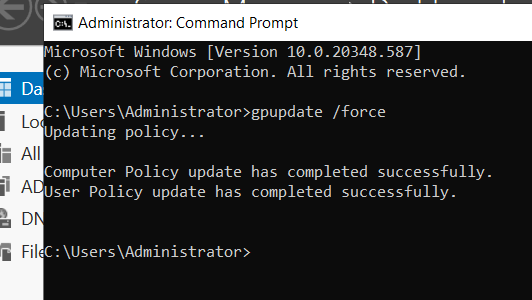 Administrator: Command Prompt
Microsoft Windows [Version 10.0.20348.587]
(c) Microsoft Corporation. All rights reserved.
C:\Users\Administrator>gpupdate /force
Updating policy...
Computer Policy update has completed successfully.
User Policy update has completed successfully.
C:\Users\Administrator>
Da
Loc
All
AD
DN
File